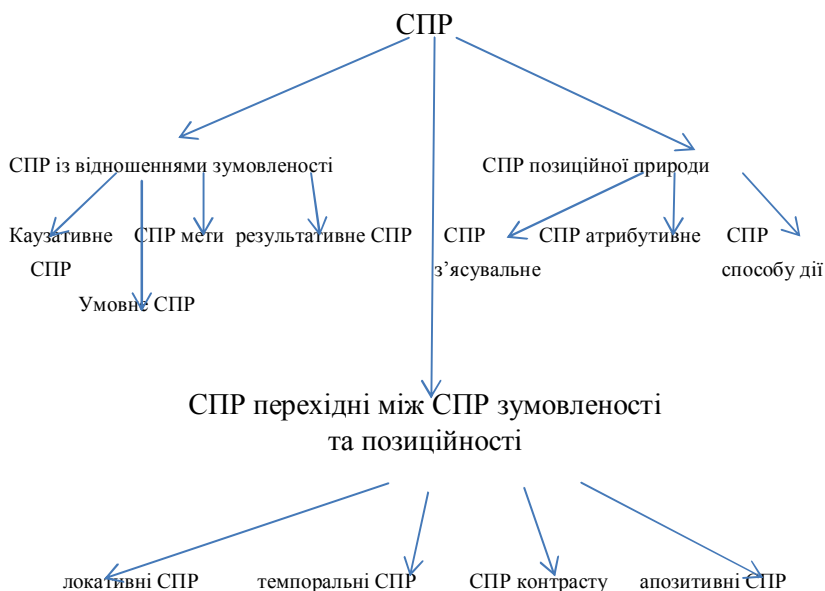 СПР
СПР із відношеннями зумовленості
СПР позиційної природи
Каузативне
СПР
СПР мети
результативне СПР
Умовне СПР
СПР
з’ясувальне
СПР атрибутивне
СПР
способу дії
СПР перехідні між СПР зумовленості
та позиційності
локативні СПР
темпоральні СПР
СПР контрасту
апозитивні СПР